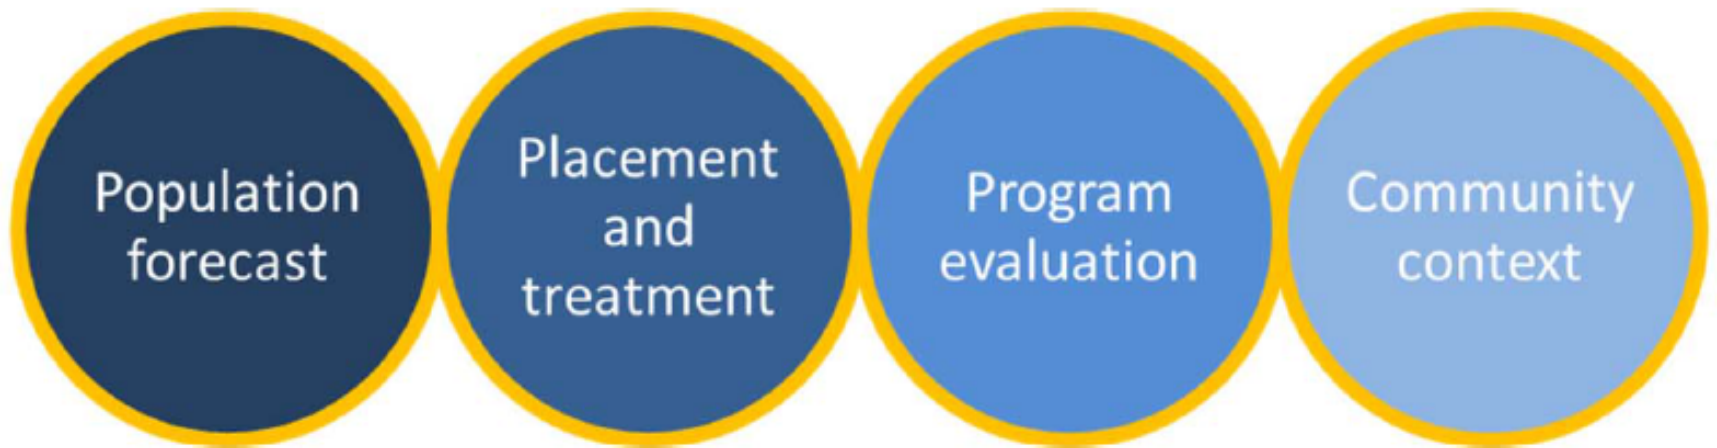 Population
forecast
Placement
and
treatment
Program
evaluation
Community
context